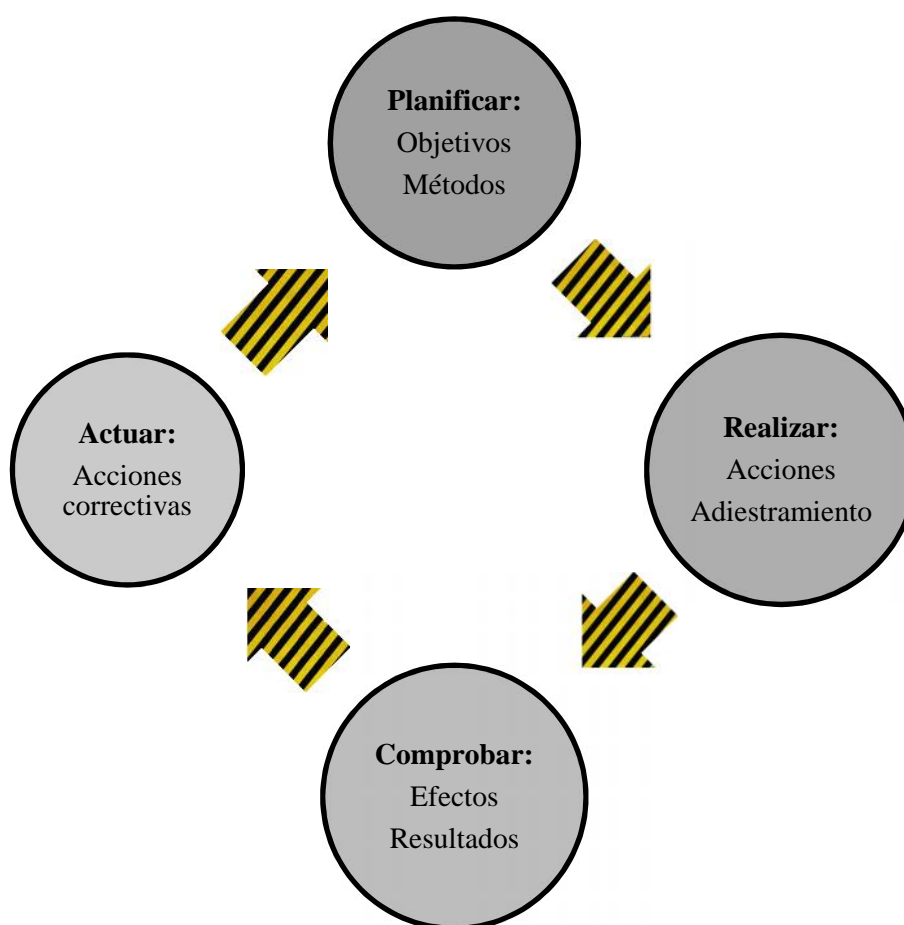 Planificar:
Objetivos
Métodos
Realizar:
Acciones
Adiestramiento
Comprobar:
Efectos
Resultados
Actuar:
Acciones
correctivas